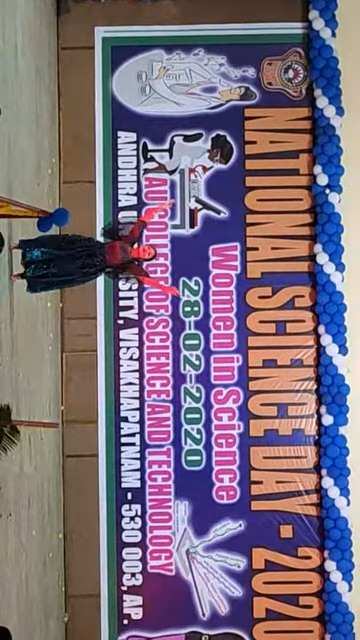 NATIONAL SCIENCE DAY - 2020
Women in Science
28-02-2020
AU COLLEGE OF SCIENCE AND TECHNOLOGY
ANDHRA SITY, VISAKHAPATNAM - 530 003, AP.